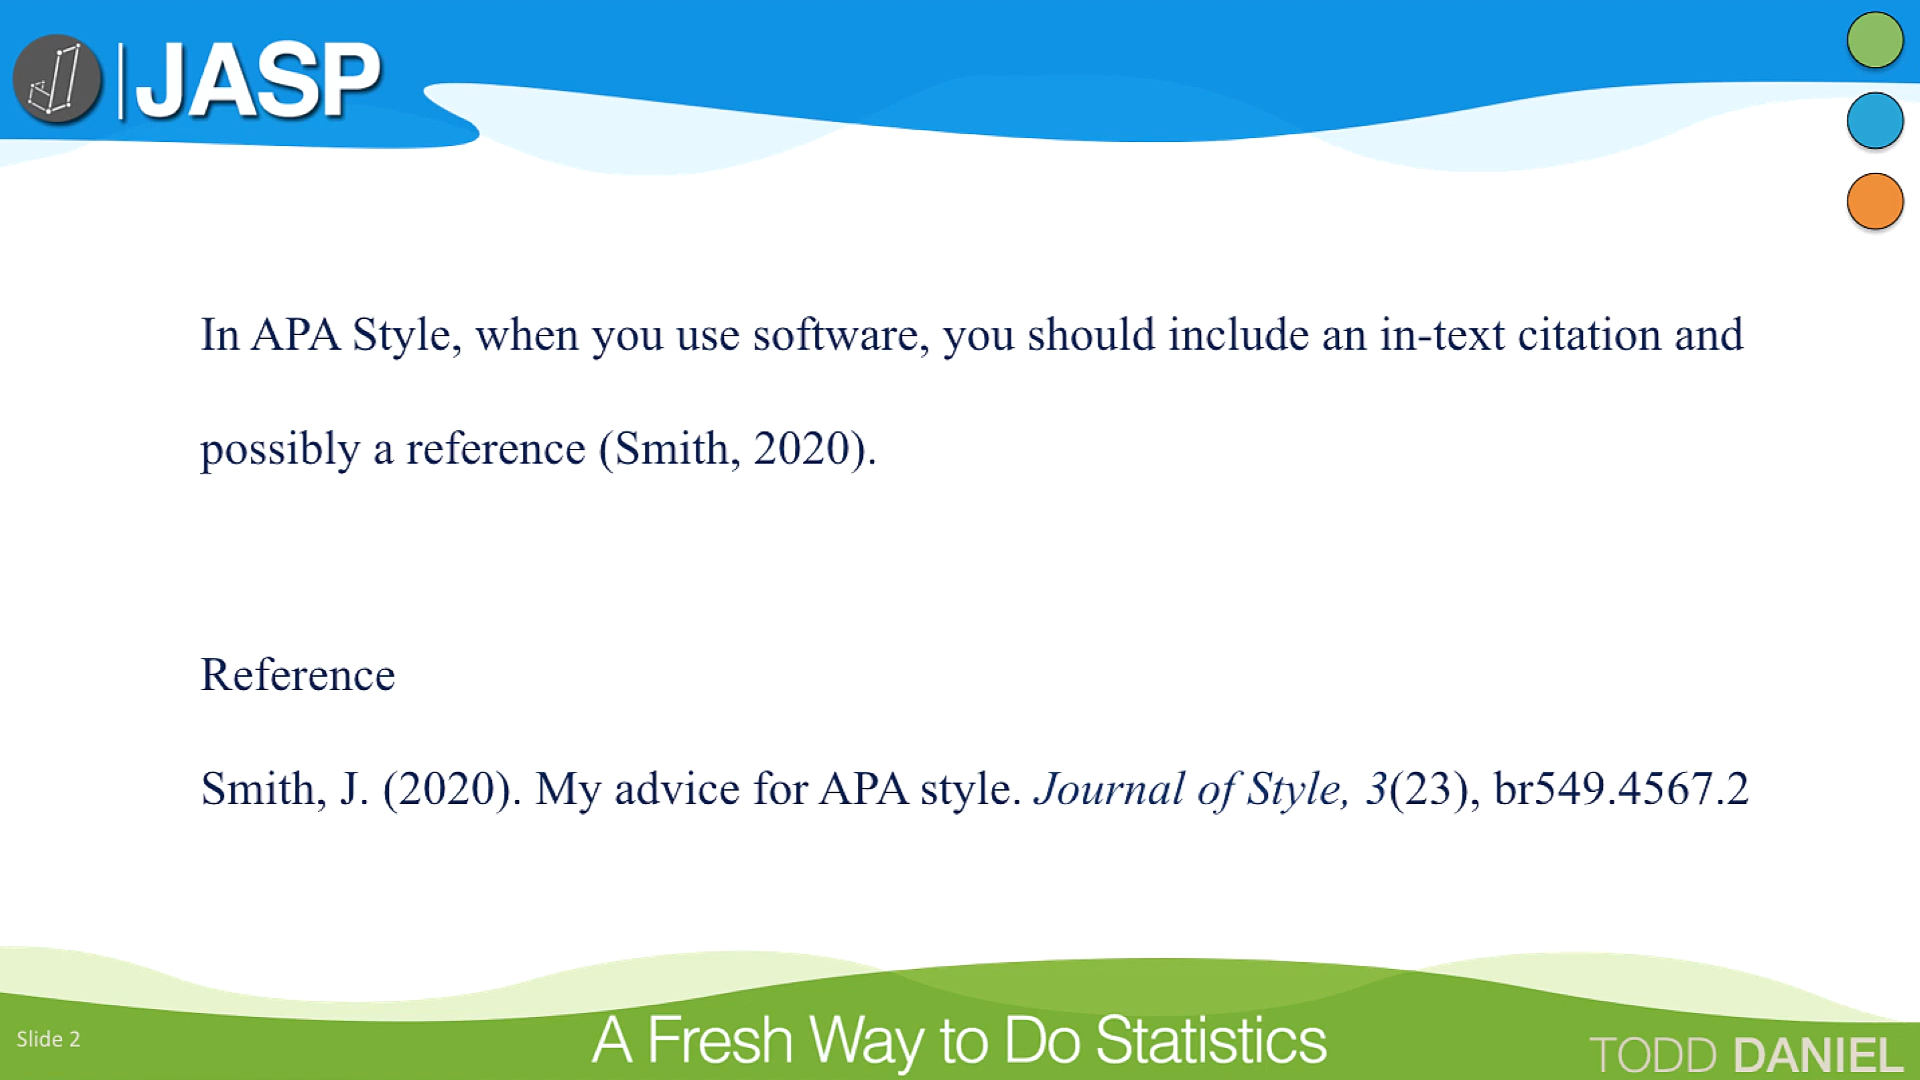 JASP
In APA Style, when you use software, you should include an in-text citation and
possibly a reference (Smith, 2020).
Reference
Smith, J. (2020). My advice for APA style. Journal of Style, 3(23), br549.4567.2
Slide 2
A Fresh Way to Do Statistics
TODD DANIEL